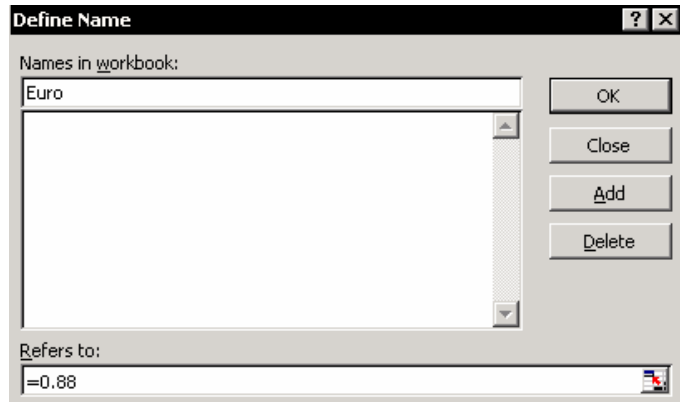 Define Name
Names in workbook:
Euro
OK
Close
Add
Delete
Refers to:
=0.88